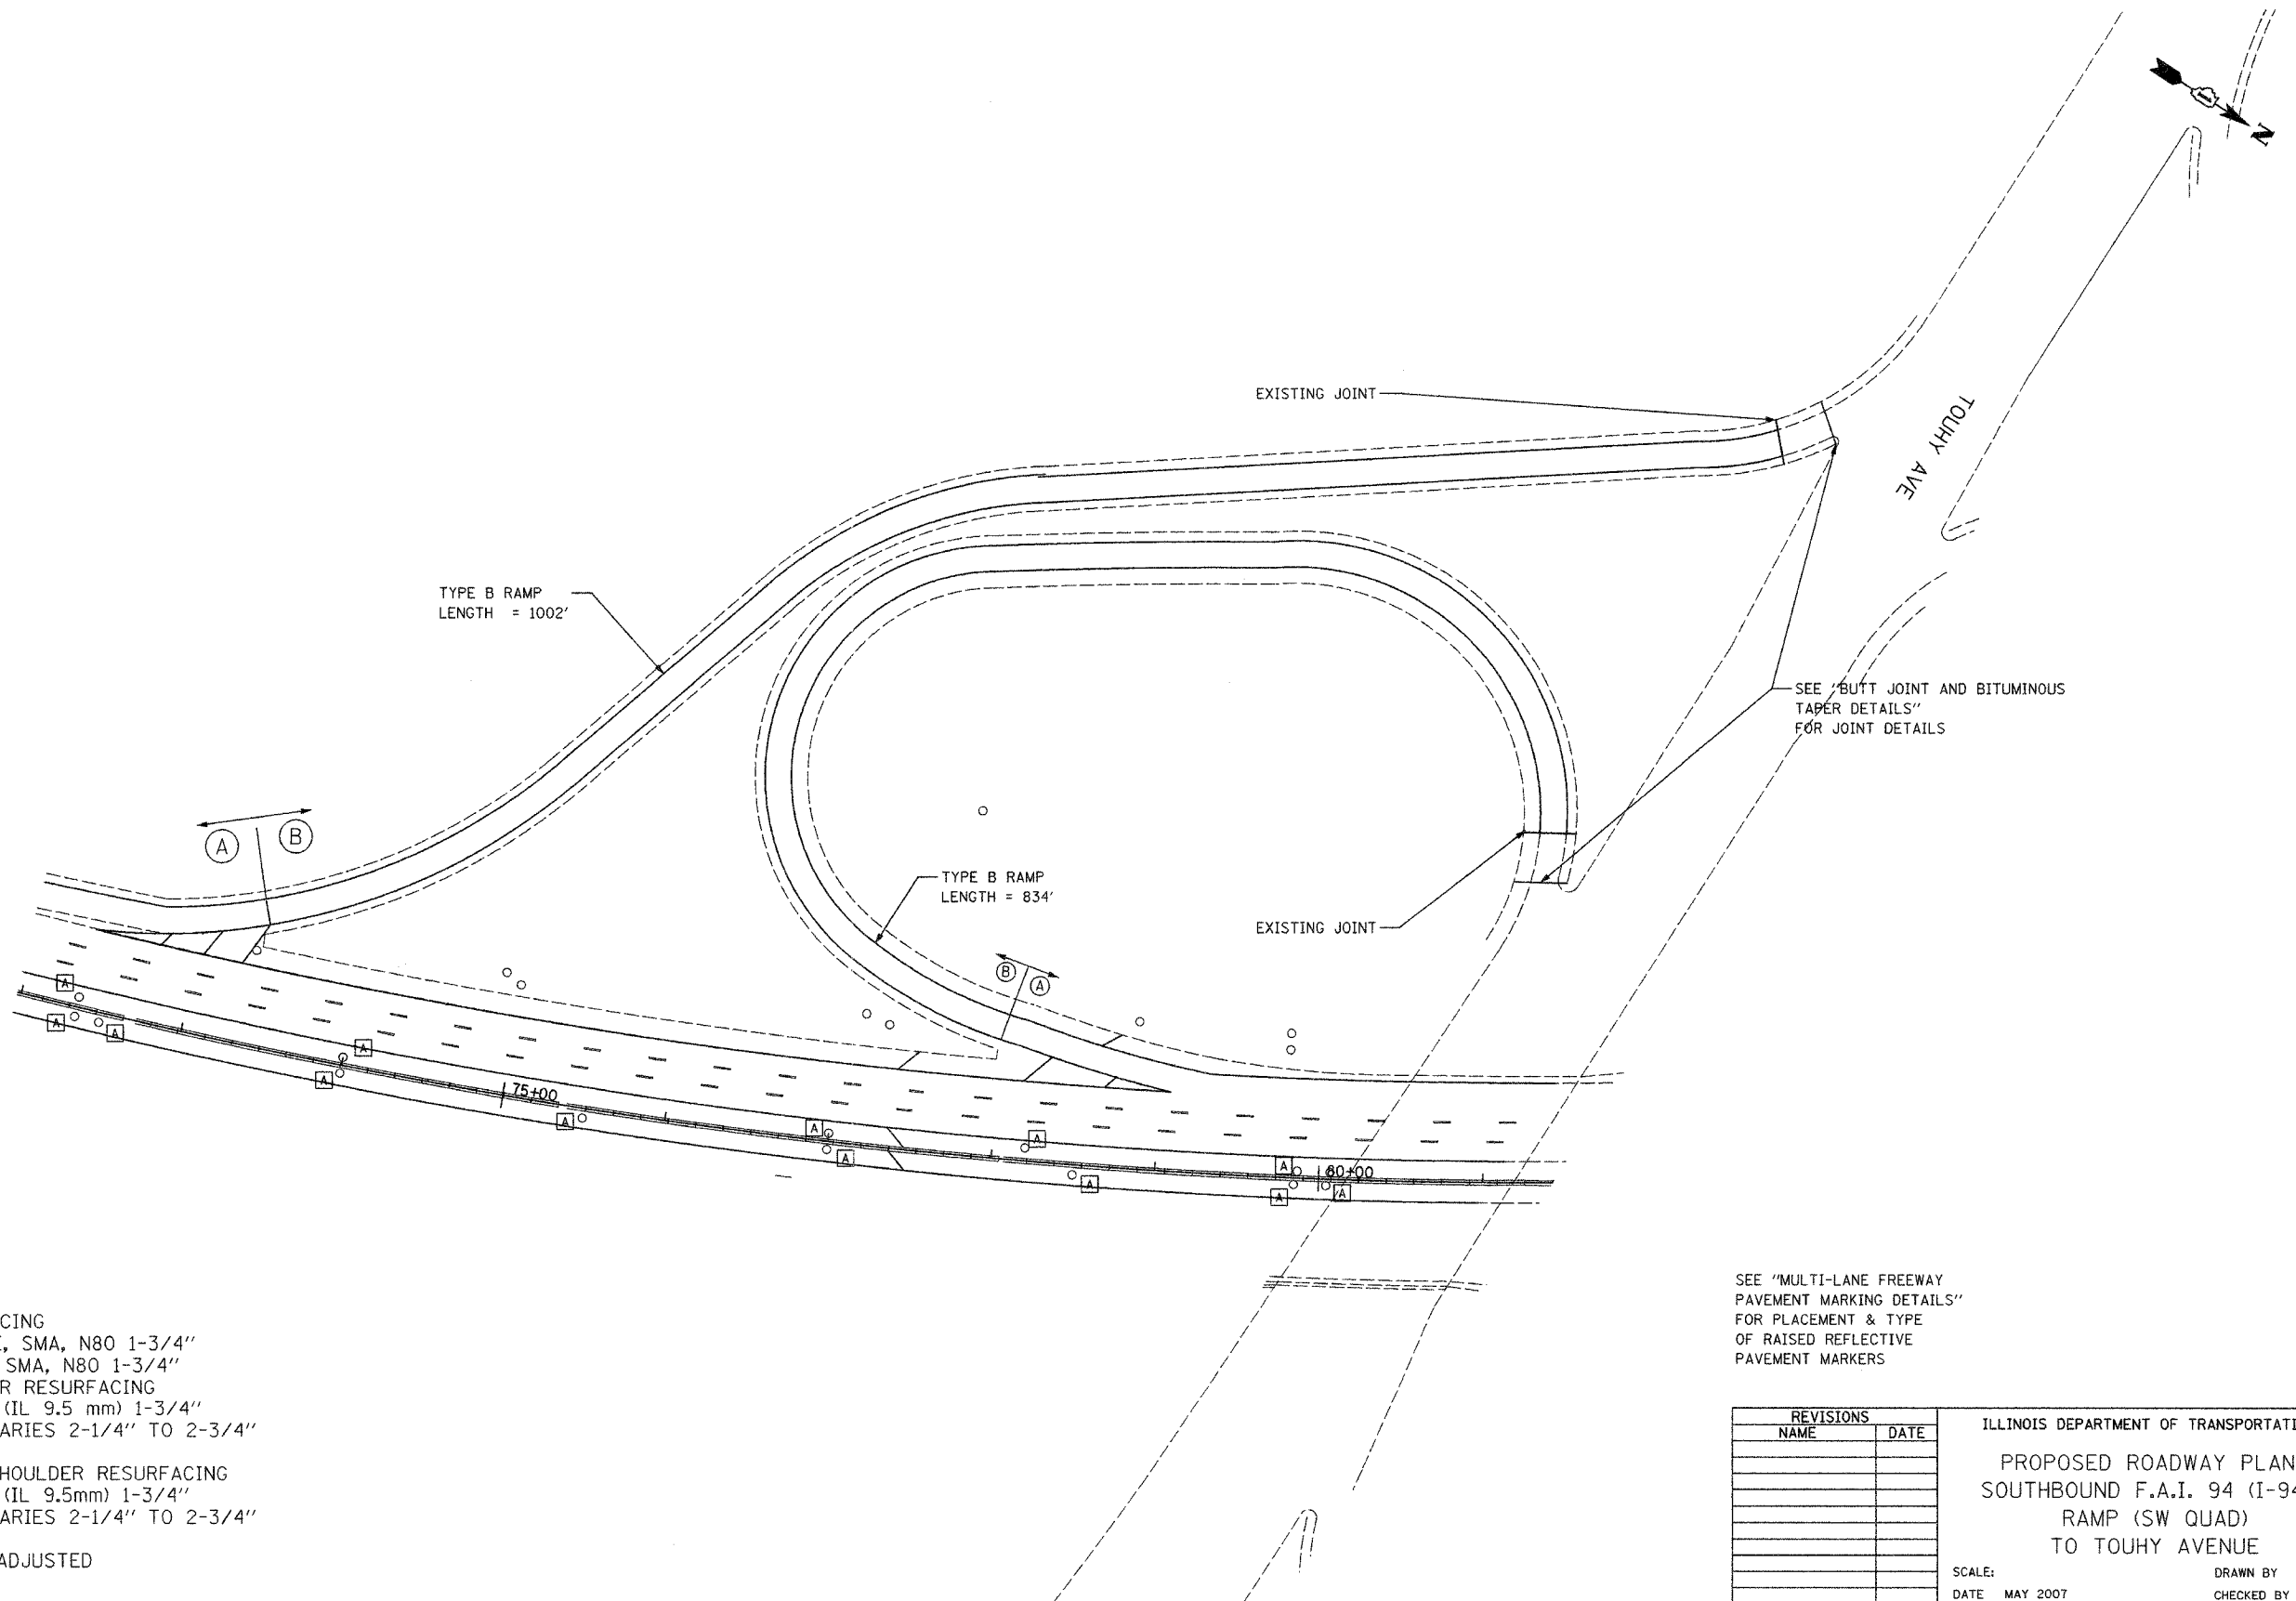 N
EXISTING JOINT
TOUHY AVE
TYPE B RAMP
LENGTH = 1002'
SEE "BUTT JOINT AND BITUMINOUS
TAPER DETAILS"
FOR JOINT DETAILS
A
B
TYPE B RAMP
LENGTH = 834'
EXISTING JOINT
B
A
A
A
A
A
A
75+00
A
A
A
A
A
A
80+00
A
A
SEE "MULTI-LANE FREEWAY
PAVEMENT MARKING DETAILS"
FOR PLACEMENT & TYPE
OF RAISED REFLECTIVE
PAVEMENT MARKERS
CING
, SMA, N80 1-3/4"
SMA, N80 1-3/4"
R RESURFACING
(IL 9.5 mm) 1-3/4"
ARIES 2-1/4" TO 2-3/4"
HOULDER RESURFACING
(IL 9.5mm) 1-3/4"
ARIES 2-1/4" TO 2-3/4"
ADJUSTED
REVISIONS
NAME DATE
ILLINOIS DEPARTMENT OF TRANSPORTATI
PROPOSED ROADWAY PLAN
SOUTHBOUND F.A.I. 94 (I-94
RAMP (SW QUAD)
TO TOUHY AVENUE
SCALE: DRAWN BY
DATE MAY 2007 CHECKED BY